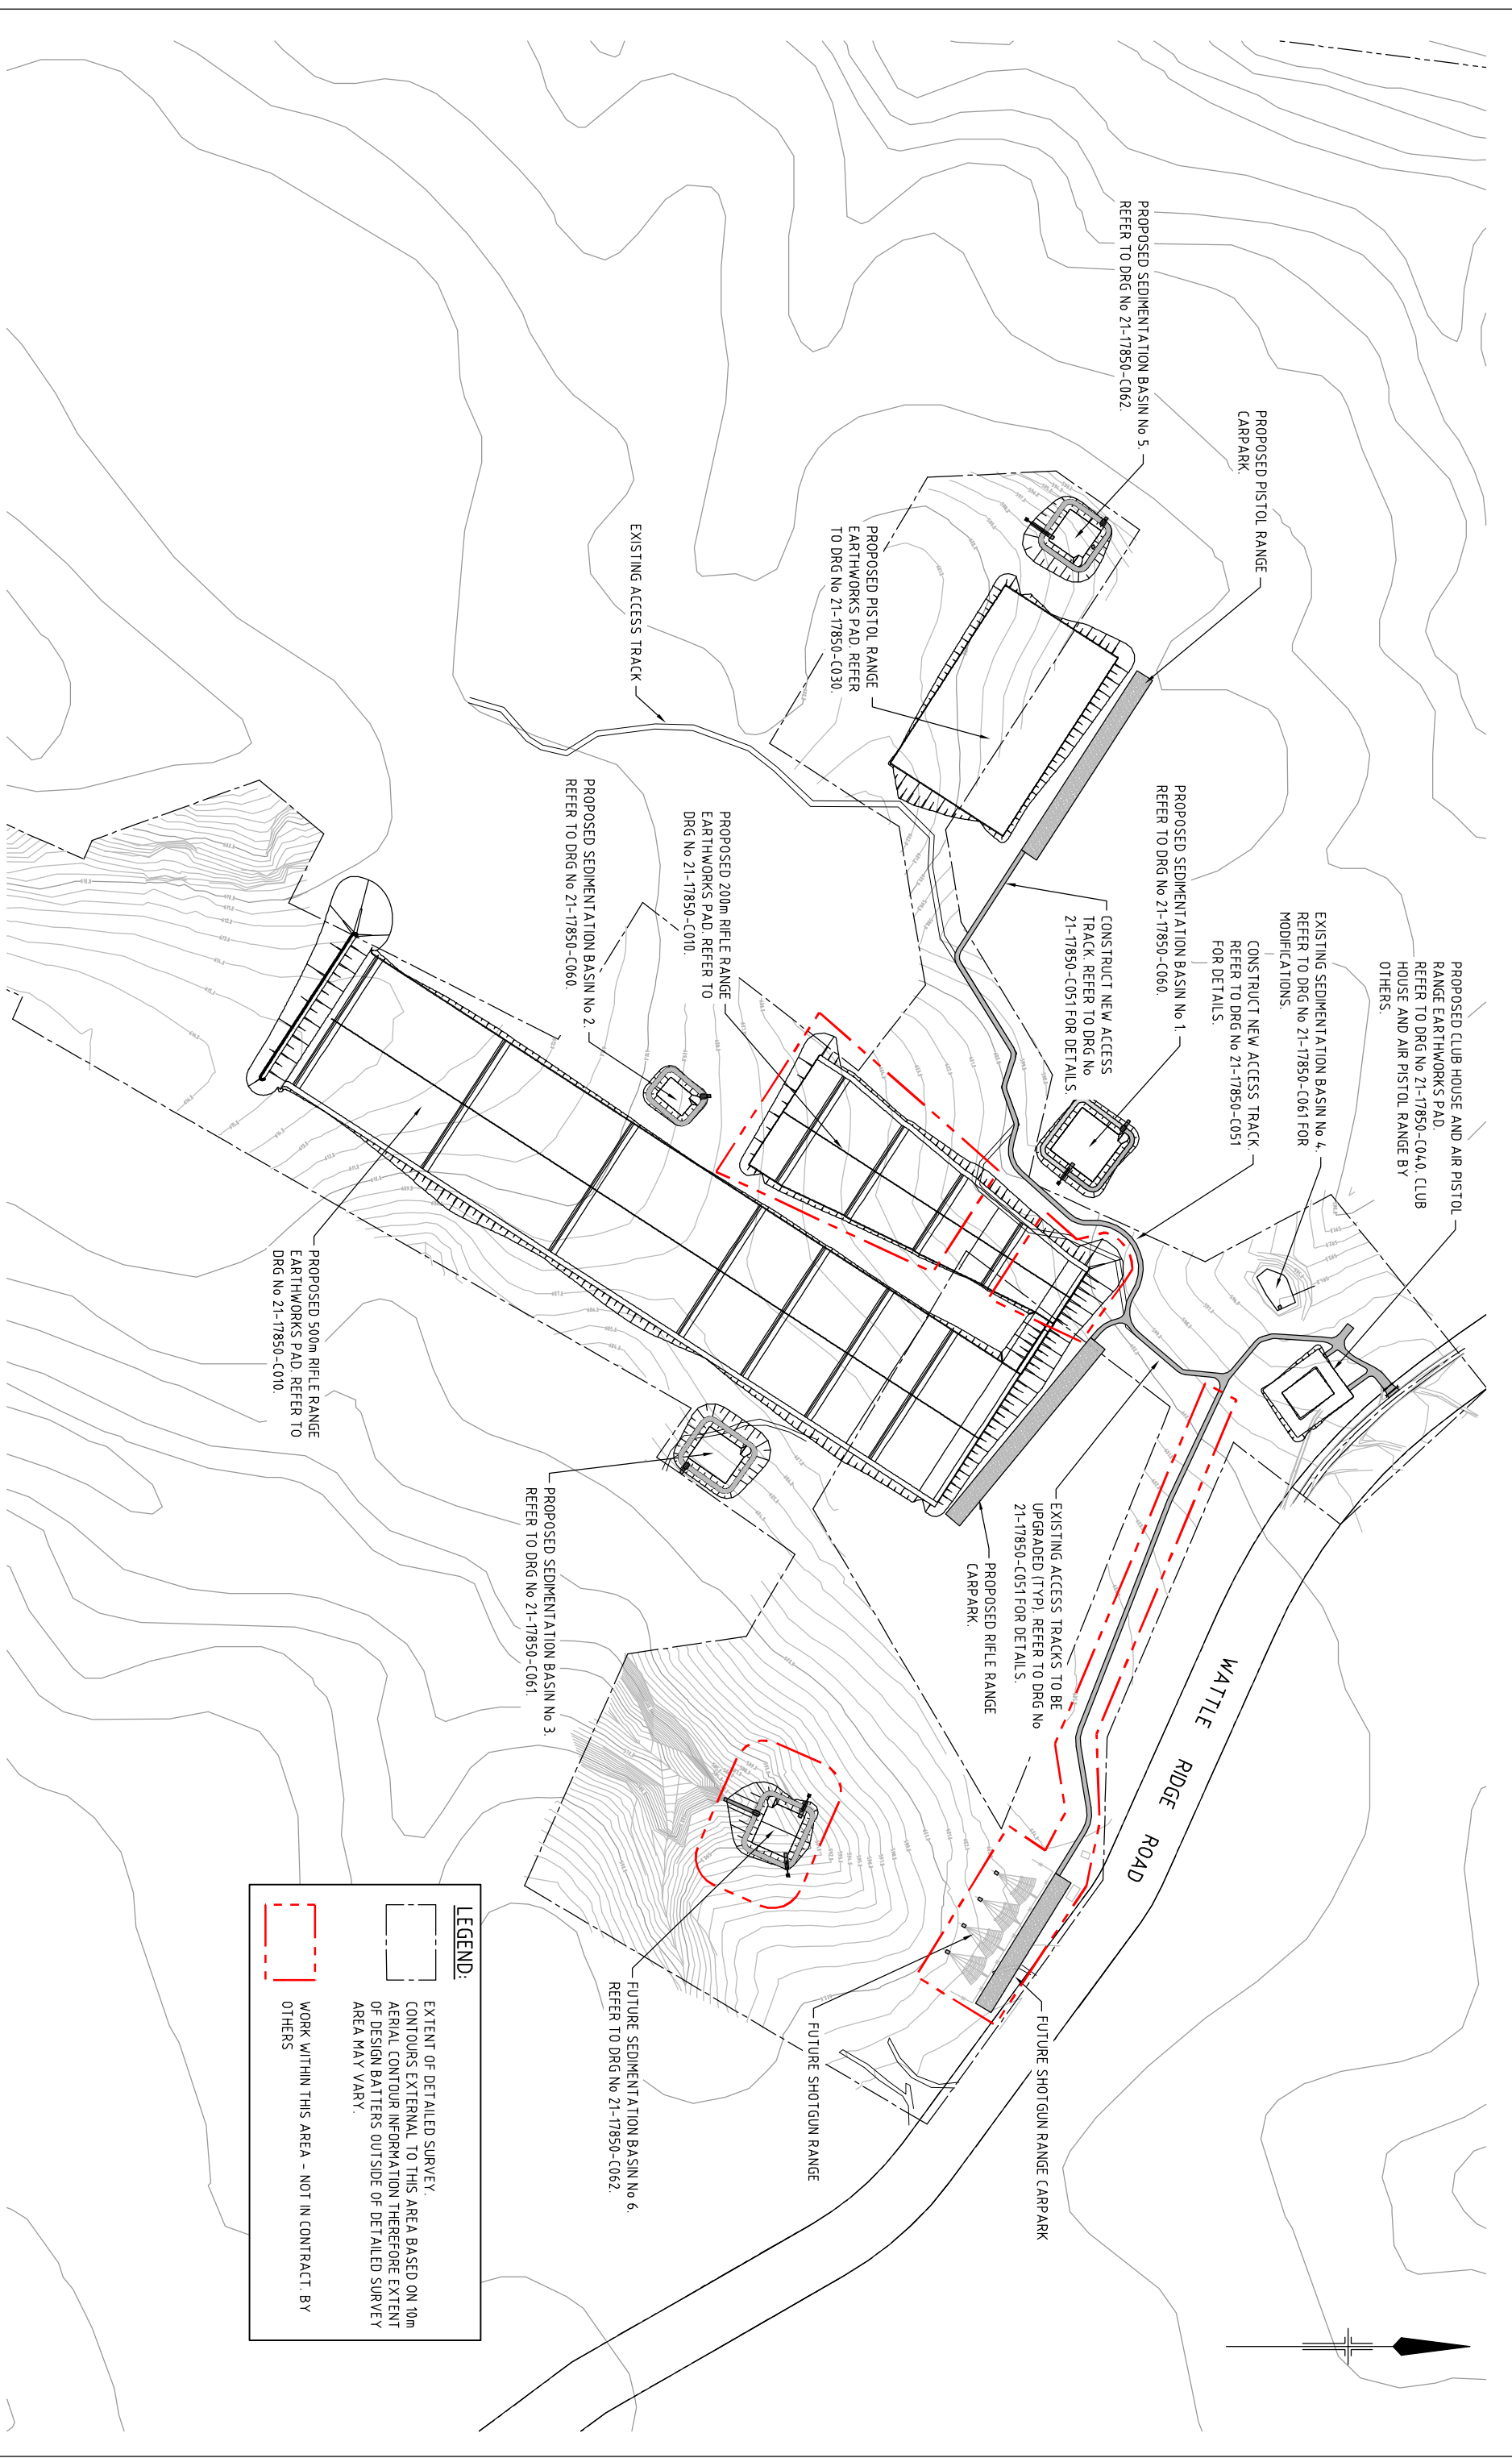 PROPOSED CLUB HOUSE AND AIR PISTOL
RANGE EARTHWORKS PAD.
REFER TO DRG No 21-17850-C040. CLUB
HOUSE AND AIR PISTOL RANGE BY
OTHERS.
EXISTING SEDIMENTATION BASIN No 4.
REFER TO DRG No 21-17850-C061 FOR
MODIFICATIONS.
CONSTRUCT NEW ACCESS TRACK.
REFER TO DRG No 21-17850-C051
FOR DETAILS.
PROPOSED PISTOL RANGE
CARPARK.
PROPOSED SEDIMENTATION BASIN No 1.
REFER TO DRG No 21-17850-C060.
PROPOSED SEDIMENTATION BASIN No 5.
REFER TO DRG No 21-17850-C062.
CONSTRUCT NEW ACCESS
TRACK. REFER TO DRG No
21-17850-C051 FOR DETAILS.
WATTLE RIDGE ROAD
EXISTING ACCESS TRACKS TO BE
UPGRADED (TYP). REFER TO DRG No
21-17850-C051 FOR DETAILS.
FUTURE SHOTGUN RANGE CARPARK
PROPOSED RIFLE RANGE
CARPARK.
PROPOSED PISTOL RANGE
EARTHWORKS PAD. REFER
TO DRG No 21-17850-C030.
FUTURE SHOTGUN RANGE
PROPOSED 200m RIFLE RANGE
EARTHWORKS PAD. REFER TO
DRG No 21-17850-C010.
EXISTING ACCESS TRACK
FUTURE SEDIMENTATION BASIN No 6.
REFER TO DRG No 21-17850-C062.
PROPOSED SEDIMENTATION BASIN No 2.
REFER TO DRG No 21-17850-C060.
PROPOSED SEDIMENTATION BASIN No 3.
REFER TO DRG No 21-17850-C061.
PROPOSED 500m RIFLE RANGE
EARTHWORKS PAD. REFER TO
DRG No 21-17850-C010.
LEGEND:
EXTENT OF DETAILED SURVEY.
CONTOURS EXTERNAL TO THIS AREA BASED ON 10m
AERIAL CONTOUR INFORMATION THEREFORE EXTENT
OF DESIGN BATTERS OUTSIDE OF DETAILED SURVEY
AREA MAY VARY.
WORK WITHIN THIS AREA - NOT IN CONTRACT. BY
OTHERS